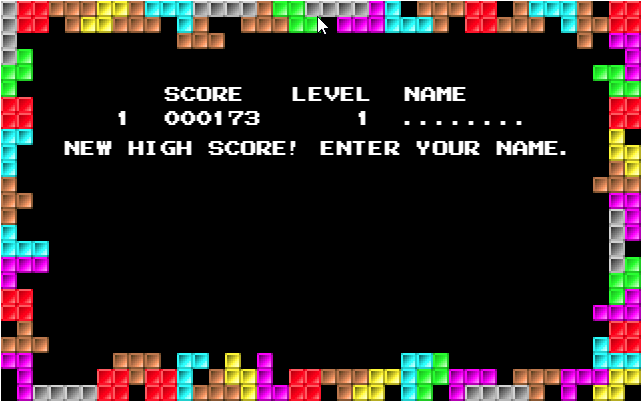 SCORE LEVEL NAME
1 000173 1 ........
NEW HIGH SCORE! ENTER YOUR NAME.